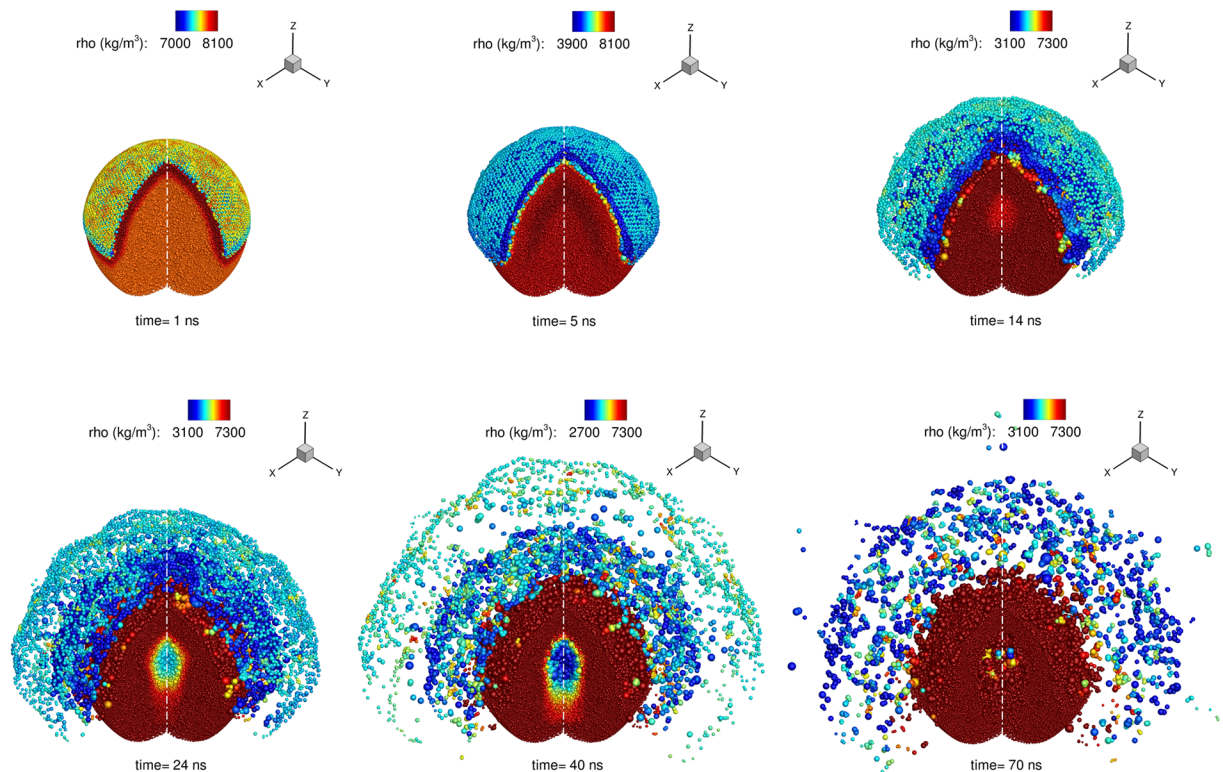 rho (kg/m³): 7000 8100
Z
X
Y
time= 1 ns
rho (kg/m³): 3900 8100
Z
X
Y
time= 5 ns
rho (kg/m³): 3100 7300
Z
X
Y
time= 14 ns
rho (kg/m³): 3100 7300
Z
X
Y
time= 24 ns
rho (kg/m³): 2700 7300
Z
X
Y
time= 40 ns
rho (kg/m³): 3100 7300
Z
X
Y
time= 70 ns